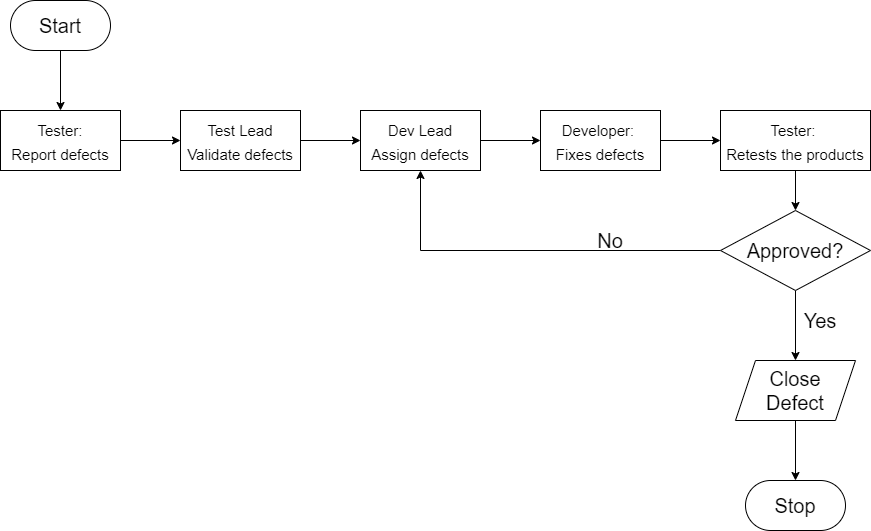 Start
Tester:
Report defects
Test Lead
Validate defects
Dev Lead
Assign defects
Developer:
Fixes defects
Tester:
Retests the products
No
Approved?
Yes
Close
Defect
Stop